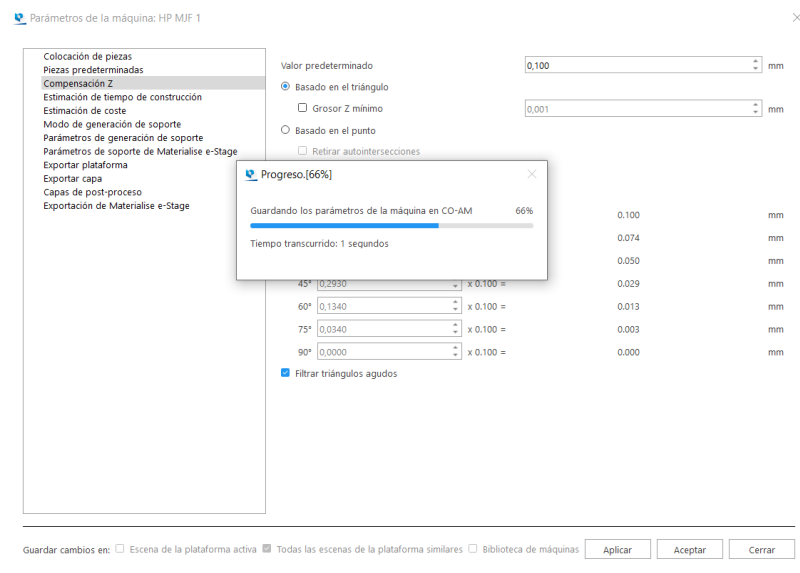 Parámetros de la máquina: HP MJF 1
Colocación de piezas
Piezas predeterminadas
Compensación Z
Estimación de tiempo de construcción
Estimación de coste
Modo de generación de soporte
Parámetros de generación de soporte
Parámetros de soporte de Materialise e-Stage
Exportar plataforma
Exportar capa
Capas de post-proceso
Exportación de Materialise e-Stage
Valor predeterminado 0,100 mm
Basado en el triángulo
Grosor Z mínimo 0,001 mm
Basado en el punto
Retirar autointersecciones
Progreso.[66%]
Guardando los parámetros de la máquina en CO-AM 66%
Tiempo transcurrido: 1 segundos
0.100 mm
0.074 mm
0.050 mm
45° 0,2930 x 0.100 = 0.029 mm
60° 0,1340 x 0.100 = 0.013 mm
75° 0,0340 x 0.100 = 0.003 mm
90° 0,0000 x 0.100 = 0.000 mm
Filtrar triángulos agudos
Guardar cambios en: Escena de la plataforma activa Todas las escenas de la plataforma similares Biblioteca de máquinas Aplicar Aceptar Cerrar